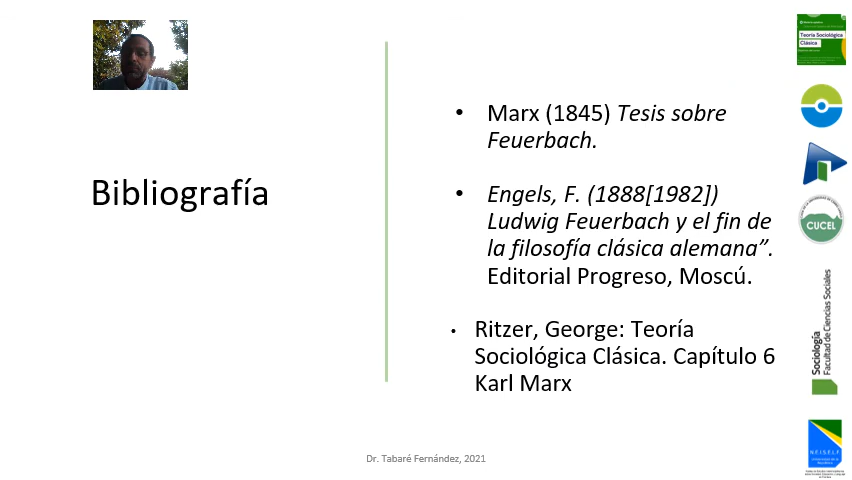 Bibliografía
• Marx (1845) Tesis sobre
Feuerbach.
• Engels, F. (1888[1982])
Ludwig Feuerbach y el fin de
la filosofía clásica alemana”.
Editorial Progreso, Moscú.
• Ritzer, George: Teoría
Sociológica Clásica. Capítulo 6
Karl Marx
Dr. Tabaré Fernández, 2021
Teoría Sociológica
Clásica
CUCEL
Sociología
Facultad de Ciencias Sociales
N.E.I.S.E.L.F.